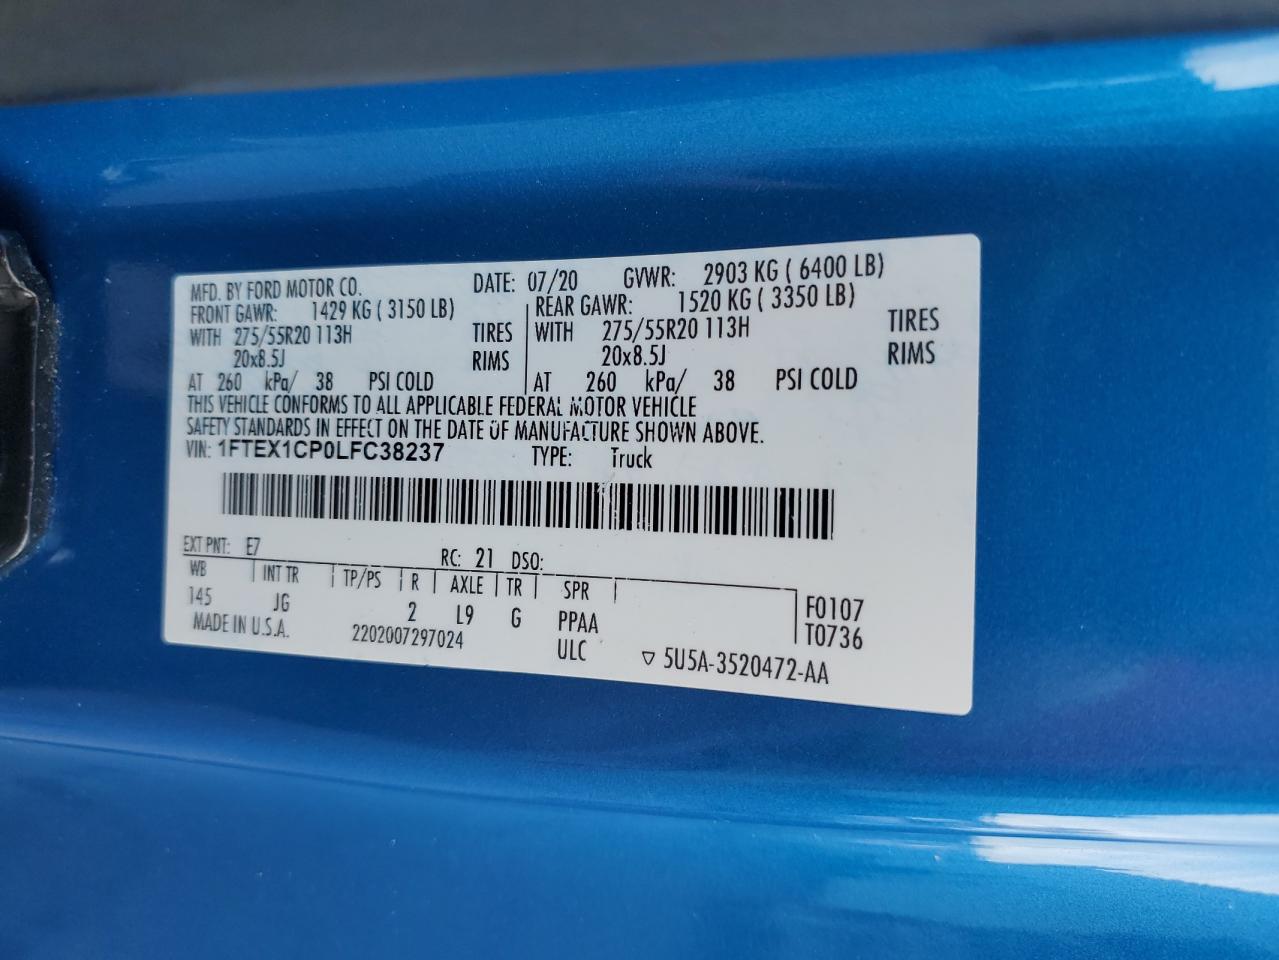 MFD. BY FORD MOTOR CO. DATE: 07/20 GVWR: 2903 KG ( 6400 LB)
FRONT GAWR: 1429 KG ( 3150 LB) REAR GAWR: 1520 KG ( 3350 LB)
WITH 275/55R20 113H TIRES WITH 275/55R20 113H TIRES
20x8.5J RIMS 20x8.5J RIMS
AT 260 kPa/ 38 PSI COLD AT 260 kPa/ 38 PSI COLD
THIS VEHICLE CONFORMS TO ALL APPLICABLE FEDERAL MOTOR VEHICLE
SAFETY STANDARDS IN EFFECT ON THE DATE OF MANUFACTURE SHOWN ABOVE.
VIN: 1FTEX1CP0LFC38237 TYPE: Truck
EXT PNT: E7 RC: 21 DSO:
WB INT TR TP/PS R AXLE TR SPR
145 JG 2 L9 G PPAA F0107
MADE IN U.S.A. 2202007297024 ULC T0736
▽ 5U5A-3520472-AA